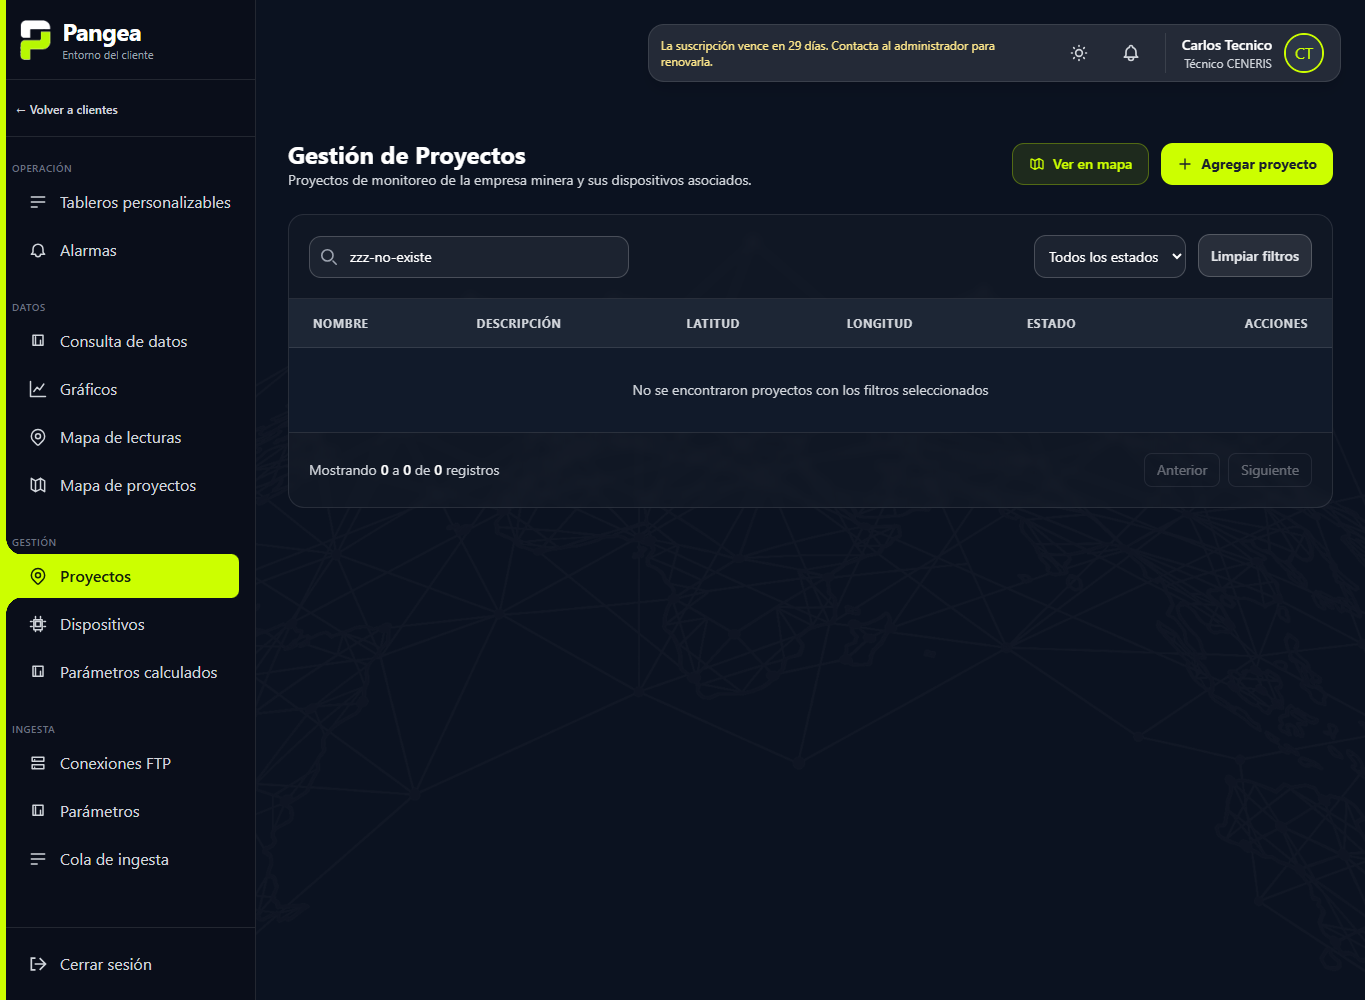 Pangea
Entorno del cliente
← Volver a clientes
OPERACIÓN
Tableros personalizables
Alarmas
DATOS
Consulta de datos
Gráficos
Mapa de lecturas
Mapa de proyectos
GESTIÓN
Proyectos
Dispositivos
Parámetros calculados
INGESTA
Conexiones FTP
Parámetros
Cola de ingesta
Cerrar sesión
La suscripción vence en 29 días. Contacta al administrador para
renovarla.
Carlos Tecnico
Técnico CENERIS
CT
Gestión de Proyectos
Proyectos de monitoreo de la empresa minera y sus dispositivos asociados.
Ver en mapa
Agregar proyecto
zzz-no-existe
Todos los estados
Limpiar filtros
NOMBRE DESCRIPCIÓN LATITUD LONGITUD ESTADO ACCIONES
No se encontraron proyectos con los filtros seleccionados
Mostrando 0 a 0 de 0 registros
Anterior
Siguiente